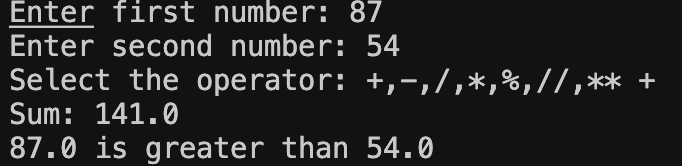 Enter first number: 87
Enter second number: 54
Select the operator: +,-,/,*,%,//,** +
Sum: 141.0
87.0 is greater than 54.0